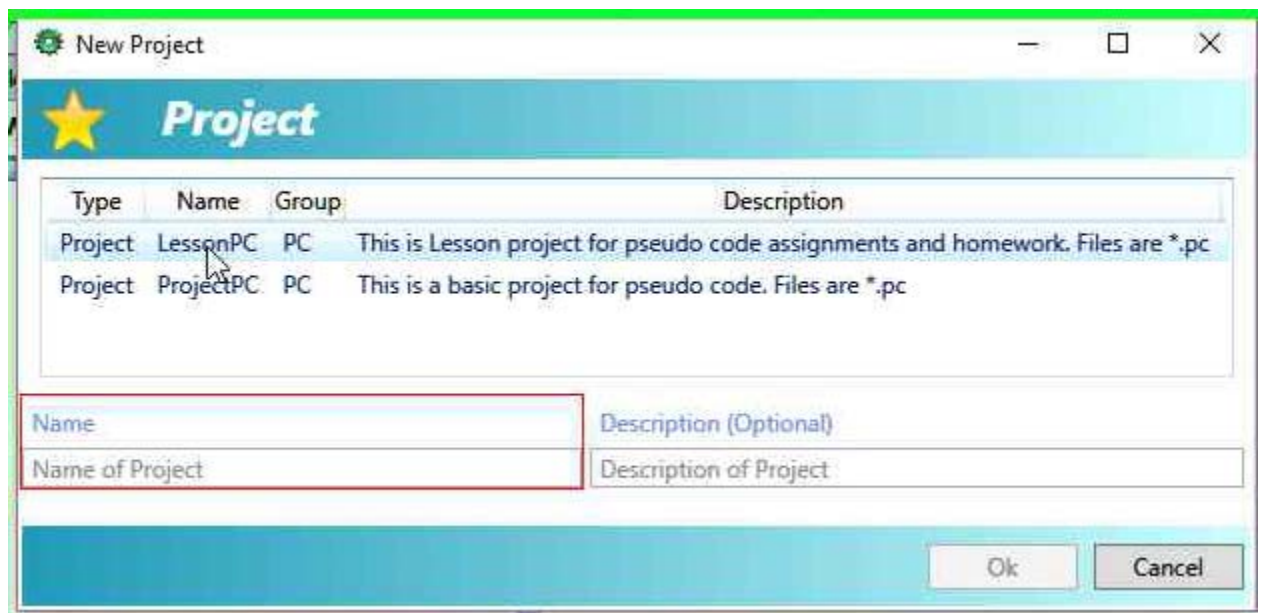 New Project
Project
Type Name Group Description
Project LessonPC PC This is Lesson project for pseudo code assignments and homework. Files are *.pc
Project ProjectPC PC This is a basic project for pseudo code. Files are *.pc
Name Description (Optional)
Name of Project Description of Project
Ok Cancel